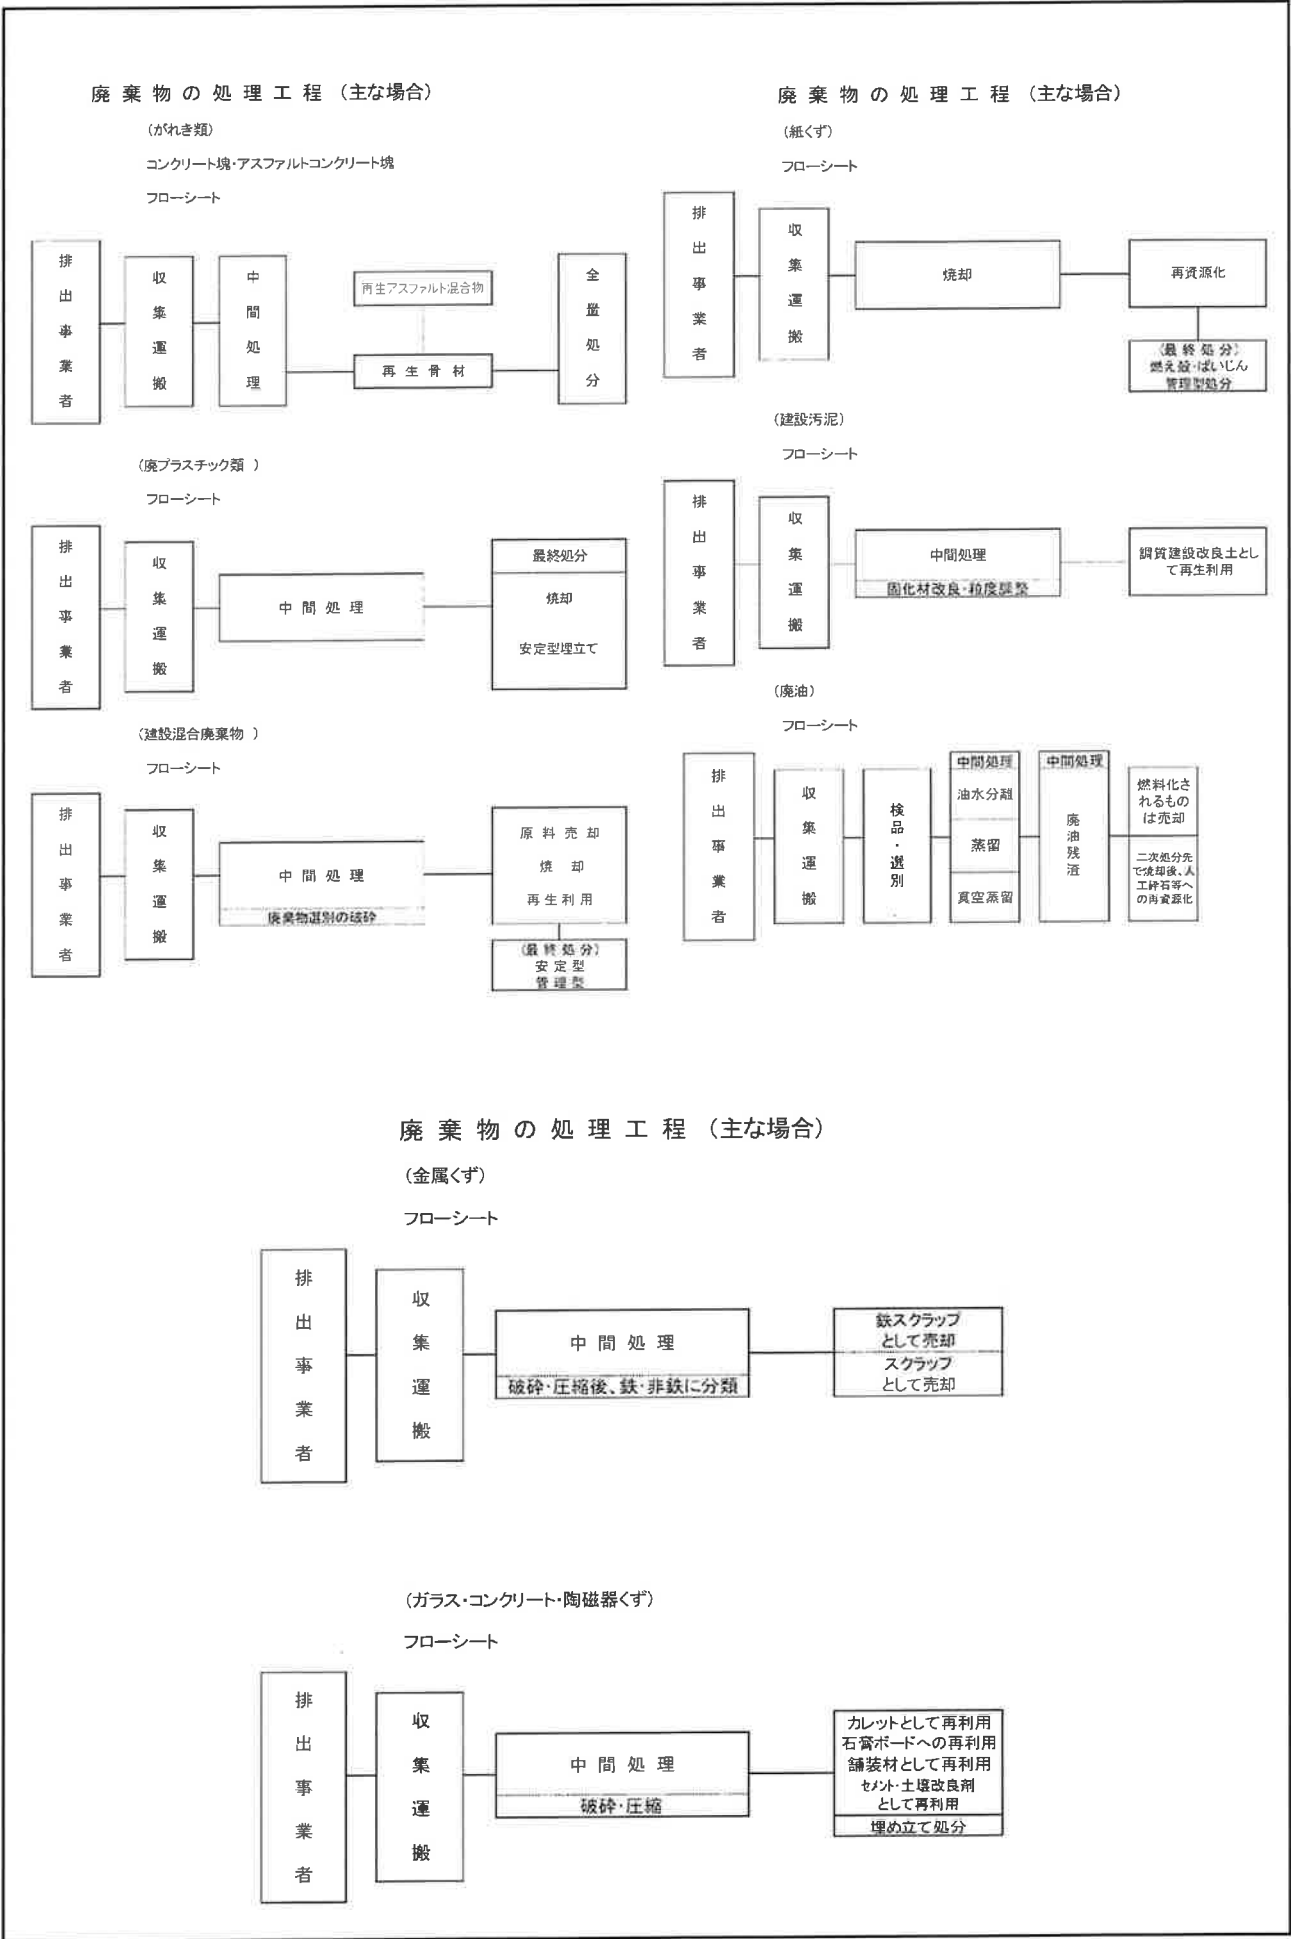 廃棄物の処理工程（主な場合）
（がれき類）
コンクリート塊・アスファルトコンクリート塊
フローシート
排出事業者
収集運搬
中間処理
再生アスファルト混合物
再生骨材
全量処分
（廃プラスチック類 ）
フローシート
排出事業者
収集運搬
中間処理
最終処分
焼却
安定型埋立て
（建設混合廃棄物 ）
フローシート
排出事業者
収集運搬
中間処理
廃棄物選別の破砕
原料売却
焼却
再生利用
（最終処分）
安定型
管理型
廃棄物の処理工程（主な場合）
（紙くず）
フローシート
排出事業者
収集運搬
焼却
再資源化
（最終処分）
燃え殻・ばいじん
管理型処分
（建設汚泥）
フローシート
排出事業者
収集運搬
中間処理
固化材改良・粒度調整
調質建設改良土とし
て再生利用
（廃油）
フローシート
排出事業者
収集運搬
検品・選別
中間処理
油水分離
蒸留
真空蒸留
中間処理
廃油残渣
燃料化さ
れるもの
は売却
二次処分先
で焼却後、人
工砕石等へ
の再資源化
廃棄物の処理工程（主な場合）
（金属くず）
フローシート
排出事業者
収集運搬
中間処理
破砕・圧縮後、鉄・非鉄に分類
鉄スクラップ
として売却
スクラップ
として売却
（ガラス・コンクリート・陶磁器くず）
フローシート
排出事業者
収集運搬
中間処理
破砕・圧縮
カレットとして再利用
石膏ボードへの再利用
舗装材として再利用
セメント・土壌改良剤
として再利用
埋め立て処分